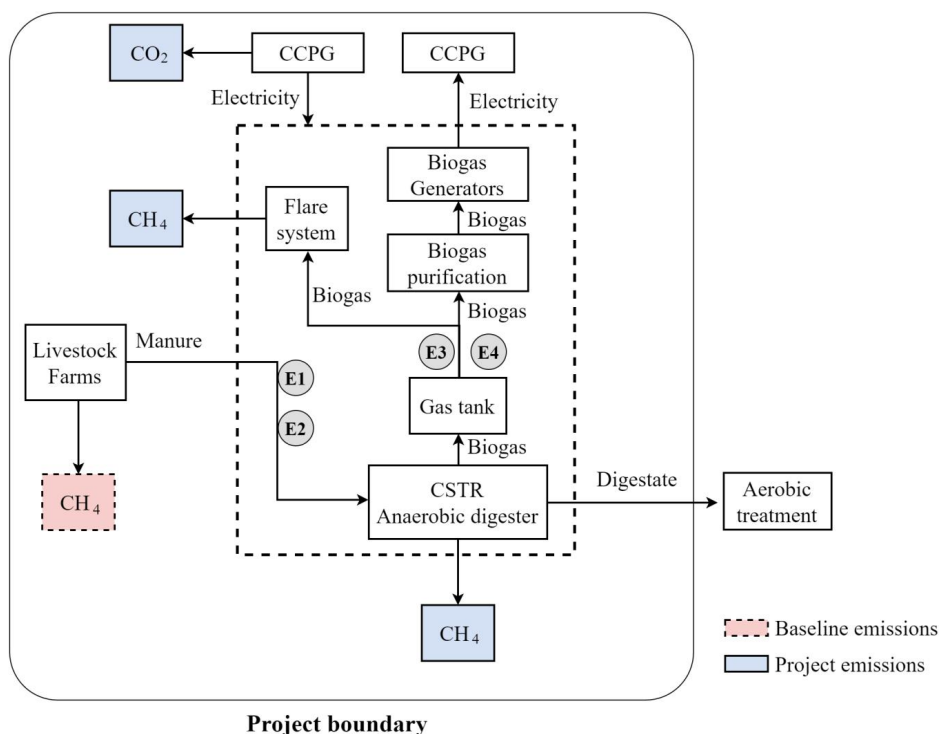 CO2
CCPG
CCPG
Electricity
Electricity
Biogas
Generators
Flare
system
CH4
Biogas
Biogas
purification
Biogas
Biogas
Manure
Livestock
Farms
E3
E4
E1
E2
Gas tank
Biogas
CH4
CSTR
Anaerobic digester
Digestate
Aerobic
treatment
CH4
Baseline emissions
Project emissions
Project boundary